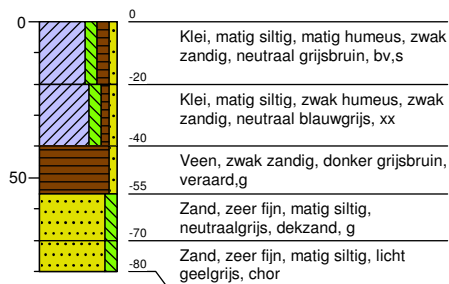 0
0
Klei, matig siltig, matig humeus, zwak
zandig, neutraal grijsbruin, bv,s
-20
Klei, matig siltig, zwak humeus, zwak
zandig, neutraal blauwgrijs, xx
-40
Veen, zwak zandig, donker grijsbruin,
veraard,g
50
-55
Zand, zeer fijn, matig siltig,
neutraalgrijs, dekzand, g
-70
Zand, zeer fijn, matig siltig, licht
geelgrijs, chor
-80